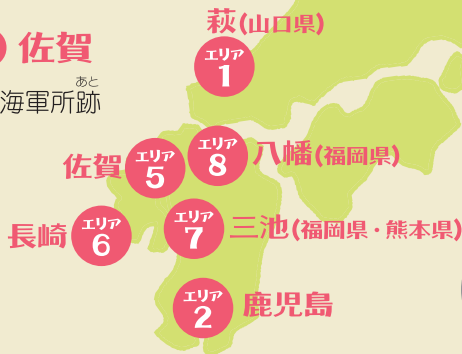 萩(山口県)
エリア
1
佐賀
あと
海軍所跡
エリア
8
八幡(福岡県)
佐賀
エリア
5
長崎
エリア
6
エリア
7
三池(福岡県・熊本県)
エリア
2
鹿児島